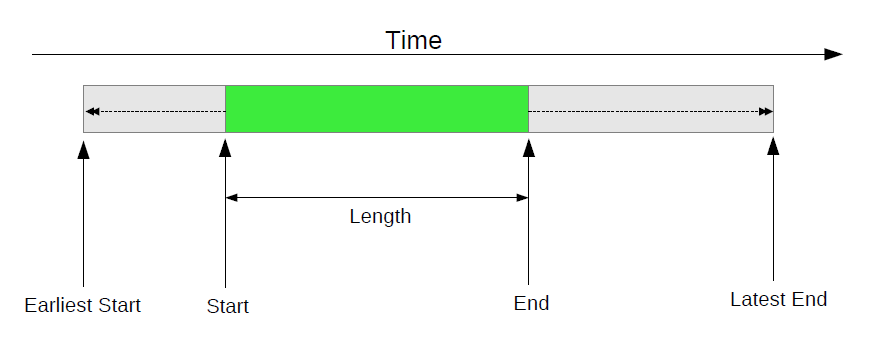 Time
Length
Earliest Start
Start
End
Latest End